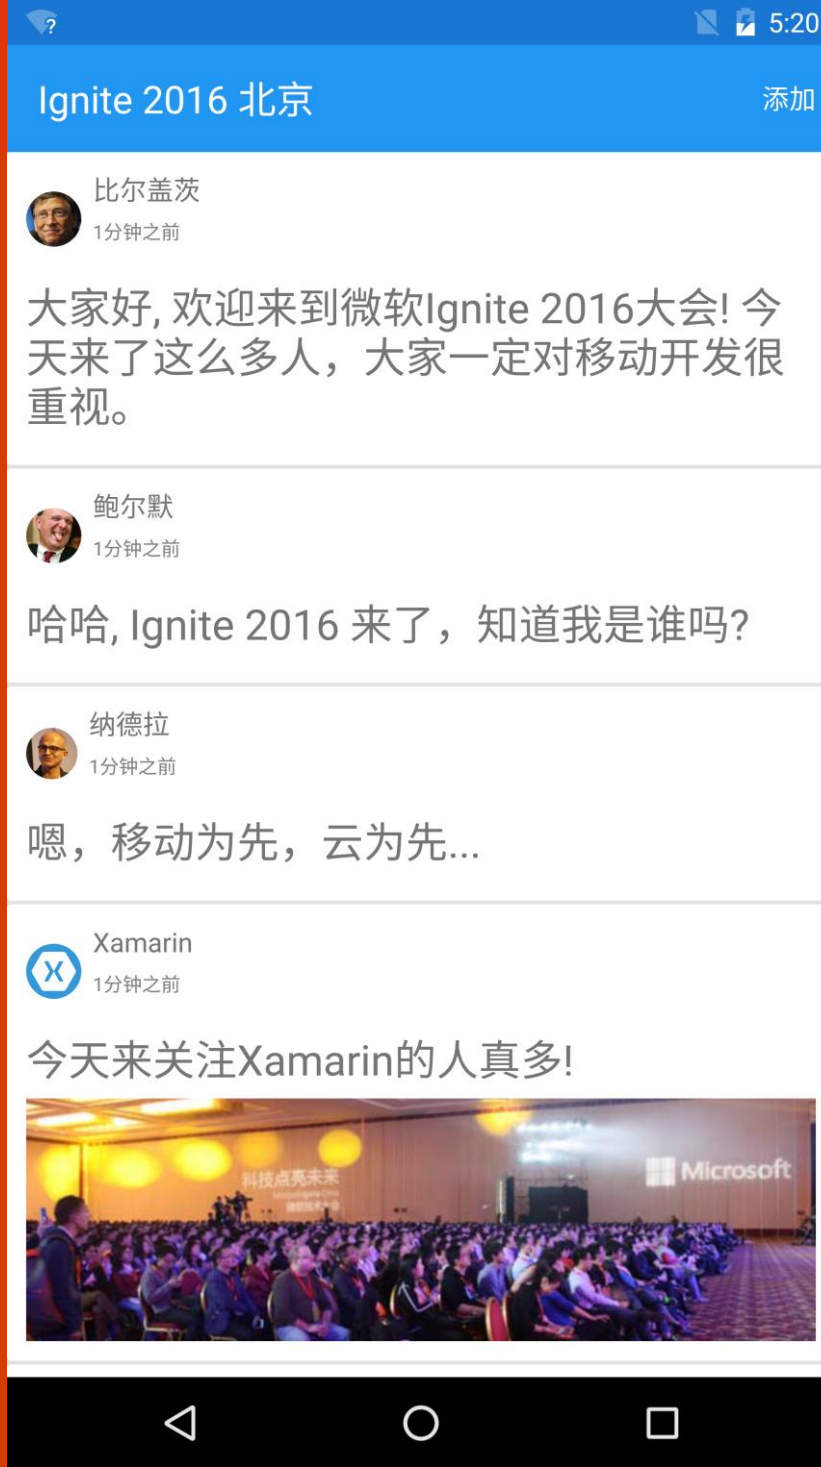 5:20
Ignite 2016 北京
添加
比尔盖茨
1分钟之前
大家好, 欢迎来到微软Ignite 2016大会! 今
天来了这么多人，大家一定对移动开发很
重视。
鲍尔默
1分钟之前
哈哈, Ignite 2016 来了，知道我是谁吗?
纳德拉
1分钟之前
嗯，移动为先，云为先...
Xamarin
1分钟之前
今天来关注Xamarin的人真多!
科技点亮未来
Microsoft
微软技术大会